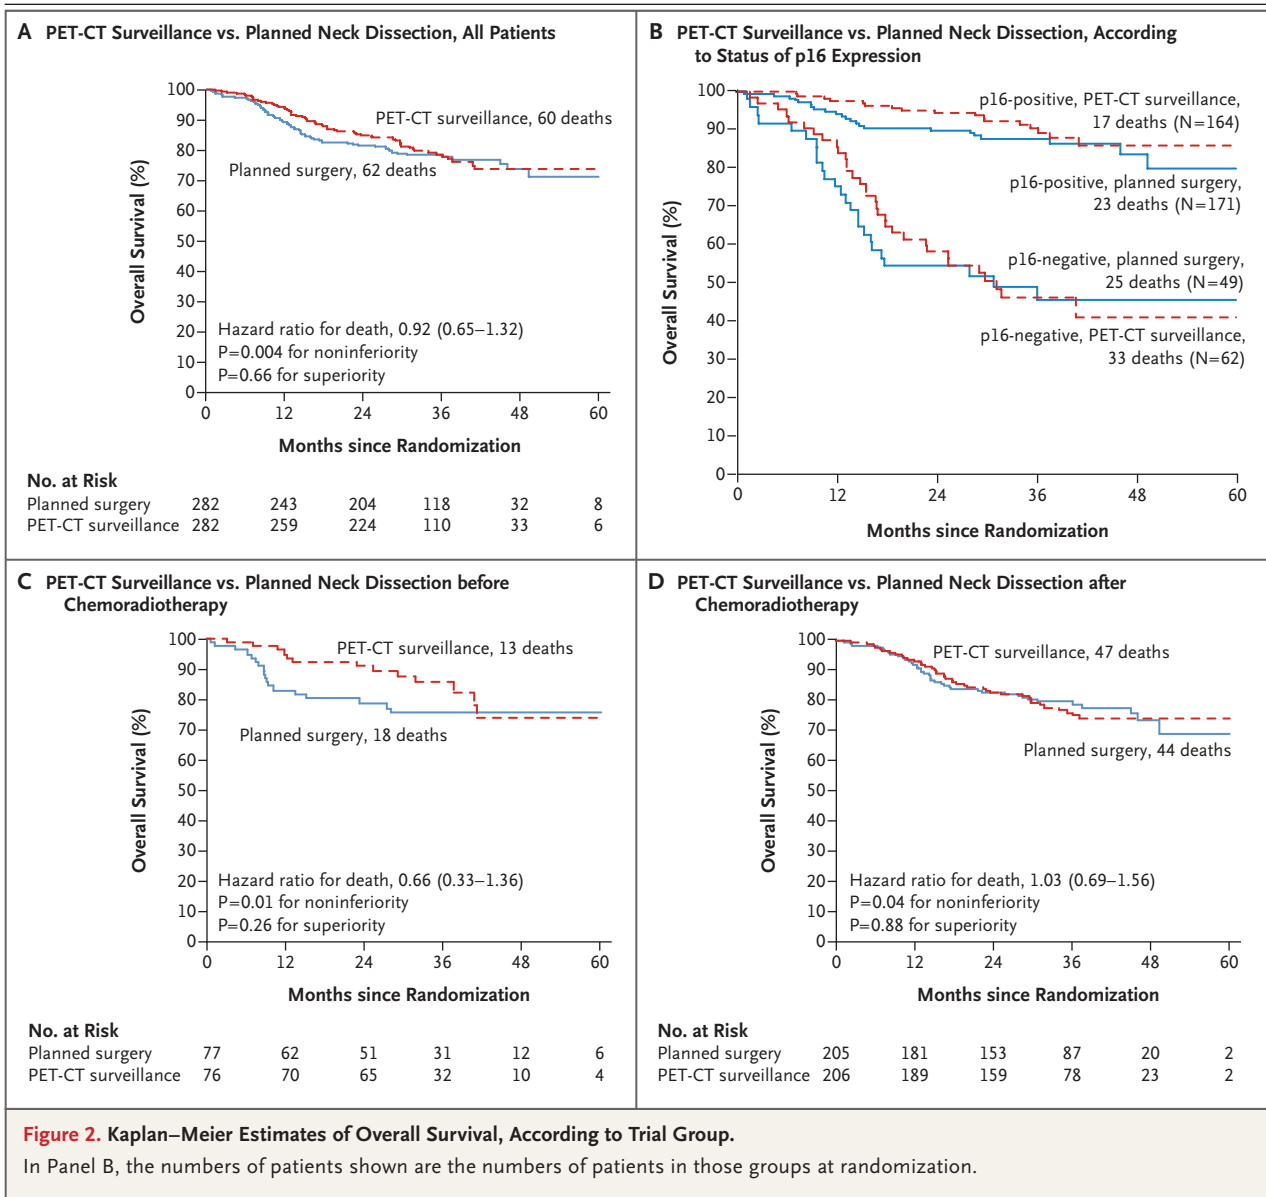 A PET-CT Surveillance vs. Planned Neck Dissection, All Patients
Overall Survival (%)
100
90
80
70
60
50
40
30
20
10
0
PET-CT surveillance, 60 deaths
Planned surgery, 62 deaths
Hazard ratio for death, 0.92 (0.65–1.32)
P=0.004 for noninferiority
P=0.66 for superiority
0 12 24 36 48 60
Months since Randomization
No. at Risk
Planned surgery 282 243 204 118 32 8
PET-CT surveillance 282 259 224 110 33 6
B PET-CT Surveillance vs. Planned Neck Dissection, According
to Status of p16 Expression
Overall Survival (%)
100
90
80
70
60
50
40
30
20
10
0
p16-positive, PET-CT surveillance,
17 deaths (N=164)
p16-positive, planned surgery,
23 deaths (N=171)
p16-negative, planned surgery,
25 deaths (N=49)
p16-negative, PET-CT surveillance,
33 deaths (N=62)
0 12 24 36 48 60
Months since Randomization
C PET-CT Surveillance vs. Planned Neck Dissection before
Chemoradiotherapy
Overall Survival (%)
100
90
80
70
60
50
40
30
20
10
0
PET-CT surveillance, 13 deaths
Planned surgery, 18 deaths
Hazard ratio for death, 0.66 (0.33–1.36)
P=0.01 for noninferiority
P=0.26 for superiority
0 12 24 36 48 60
Months since Randomization
No. at Risk
Planned surgery 77 62 51 31 12 6
PET-CT surveillance 76 70 65 32 10 4
D PET-CT Surveillance vs. Planned Neck Dissection after
Chemoradiotherapy
Overall Survival (%)
100
90
80
70
60
50
40
30
20
10
0
PET-CT surveillance, 47 deaths
Planned surgery, 44 deaths
Hazard ratio for death, 1.03 (0.69–1.56)
P=0.04 for noninferiority
P=0.88 for superiority
0 12 24 36 48 60
Months since Randomization
No. at Risk
Planned surgery 205 181 153 87 20 2
PET-CT surveillance 206 189 159 78 23 2
Figure 2. Kaplan–Meier Estimates of Overall Survival, According to Trial Group.
In Panel B, the numbers of patients shown are the numbers of patients in those groups at randomization.